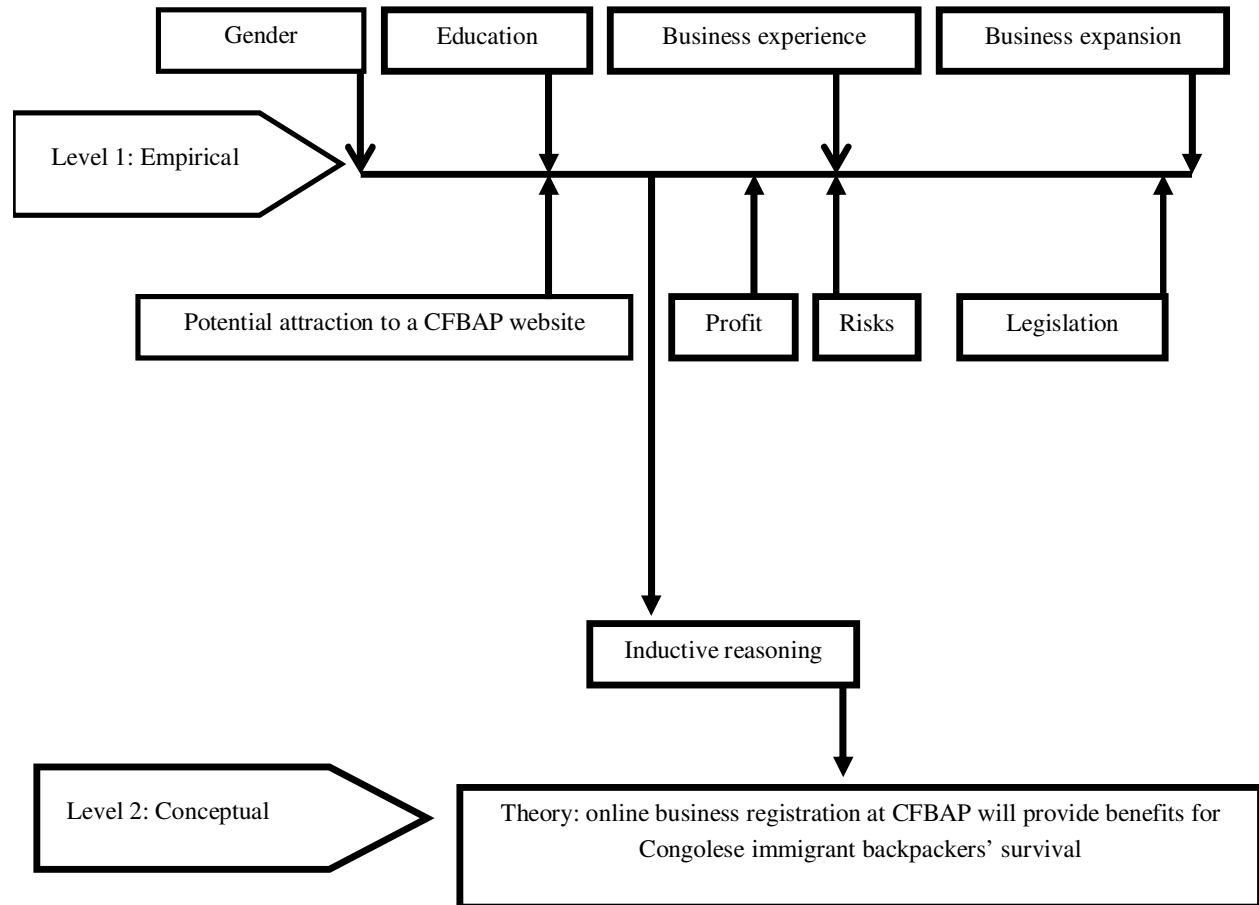 Gender
Education
Business experience
Business expansion
Level 1: Empirical
Potential attraction to a CFBAP website
Profit
Risks
Legislation
Inductive reasoning
Level 2: Conceptual
Theory: online business registration at CFBAP will provide benefits for
Congolese immigrant backpackers’ survival